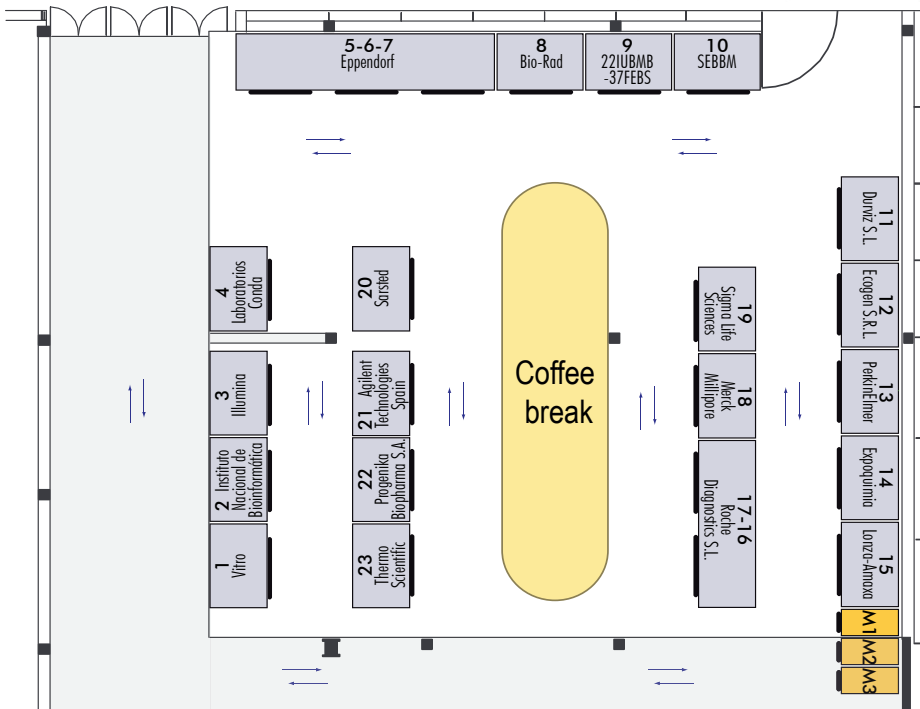 5-6-7
Eppendorf
8
Bio-Rad
9
22IUBMB
-37FEBS
10
SEBBM
11
Durviz S.L.
12
Ecogen S.R.L.
13
PerkinElmer
14
Expoquimia
15
Lonza-Amaxa
M1
M2
M3
4
Laboratorios
Conda
3
Illumina
2 Instituto
Nacional de
Bioinformática
1
Vitro
20
Sarsted
21 Agilent
Technologies
Spain
22
Progenika
Biopharma S.A.
23
Thermo
Scientific
Coffee
break
19
Sigma Life
Sciences
18
Merck
Millipore
17-16
Roche
Diagnostics S.L.